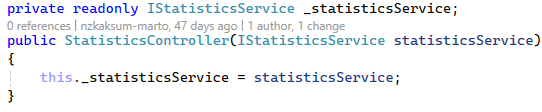 private readonly IStatisticsService _statisticsService;
0 references | nzkaksum-marto, 47 days ago | 1 author, 1 change
public StatisticsController(IStatisticsService statisticsService)
{
this._statisticsService = statisticsService;
}